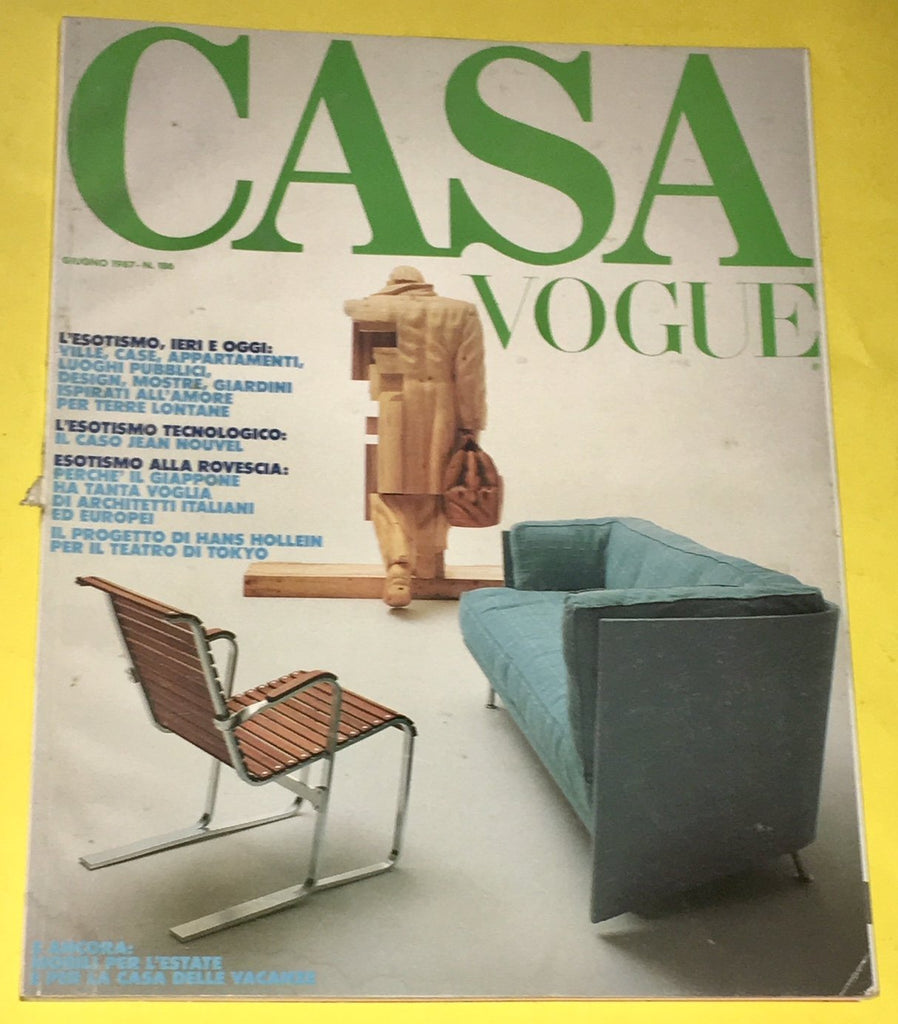 CASA
VOGUE
GIUGNO 1987 - N. 186
L'ESOTISMO, IERI E OGGI:
VILLE, CASE, APPARTAMENTI,
LUOGHI PUBBLICI,
DESIGN, MOSTRE, GIARDINI
ISPIRATI ALL'AMORE
PER TERRE LONTANE
L'ESOTISMO TECNOLOGICO:
IL CASO JEAN NOUVEL
ESOTISMO ALLA ROVESCIA:
PERCHE' IL GIAPPONE
HA TANTA VOGLIA
DI ARCHITETTI ITALIANI
ED EUROPEI
IL PROGETTO DI HANS HOLLEIN
PER IL TEATRO DI TOKYO
E ANCORA:
MOBILI PER L'ESTATE
E PER LA CASA DELLE VACANZE